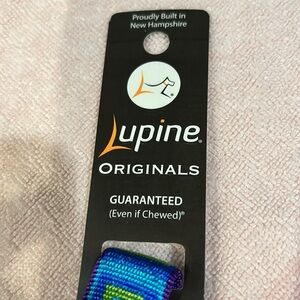 Proudly Built in
New Hampshire
Lupine®
ORIGINALS
GUARANTEED
(Even if Chewed)®